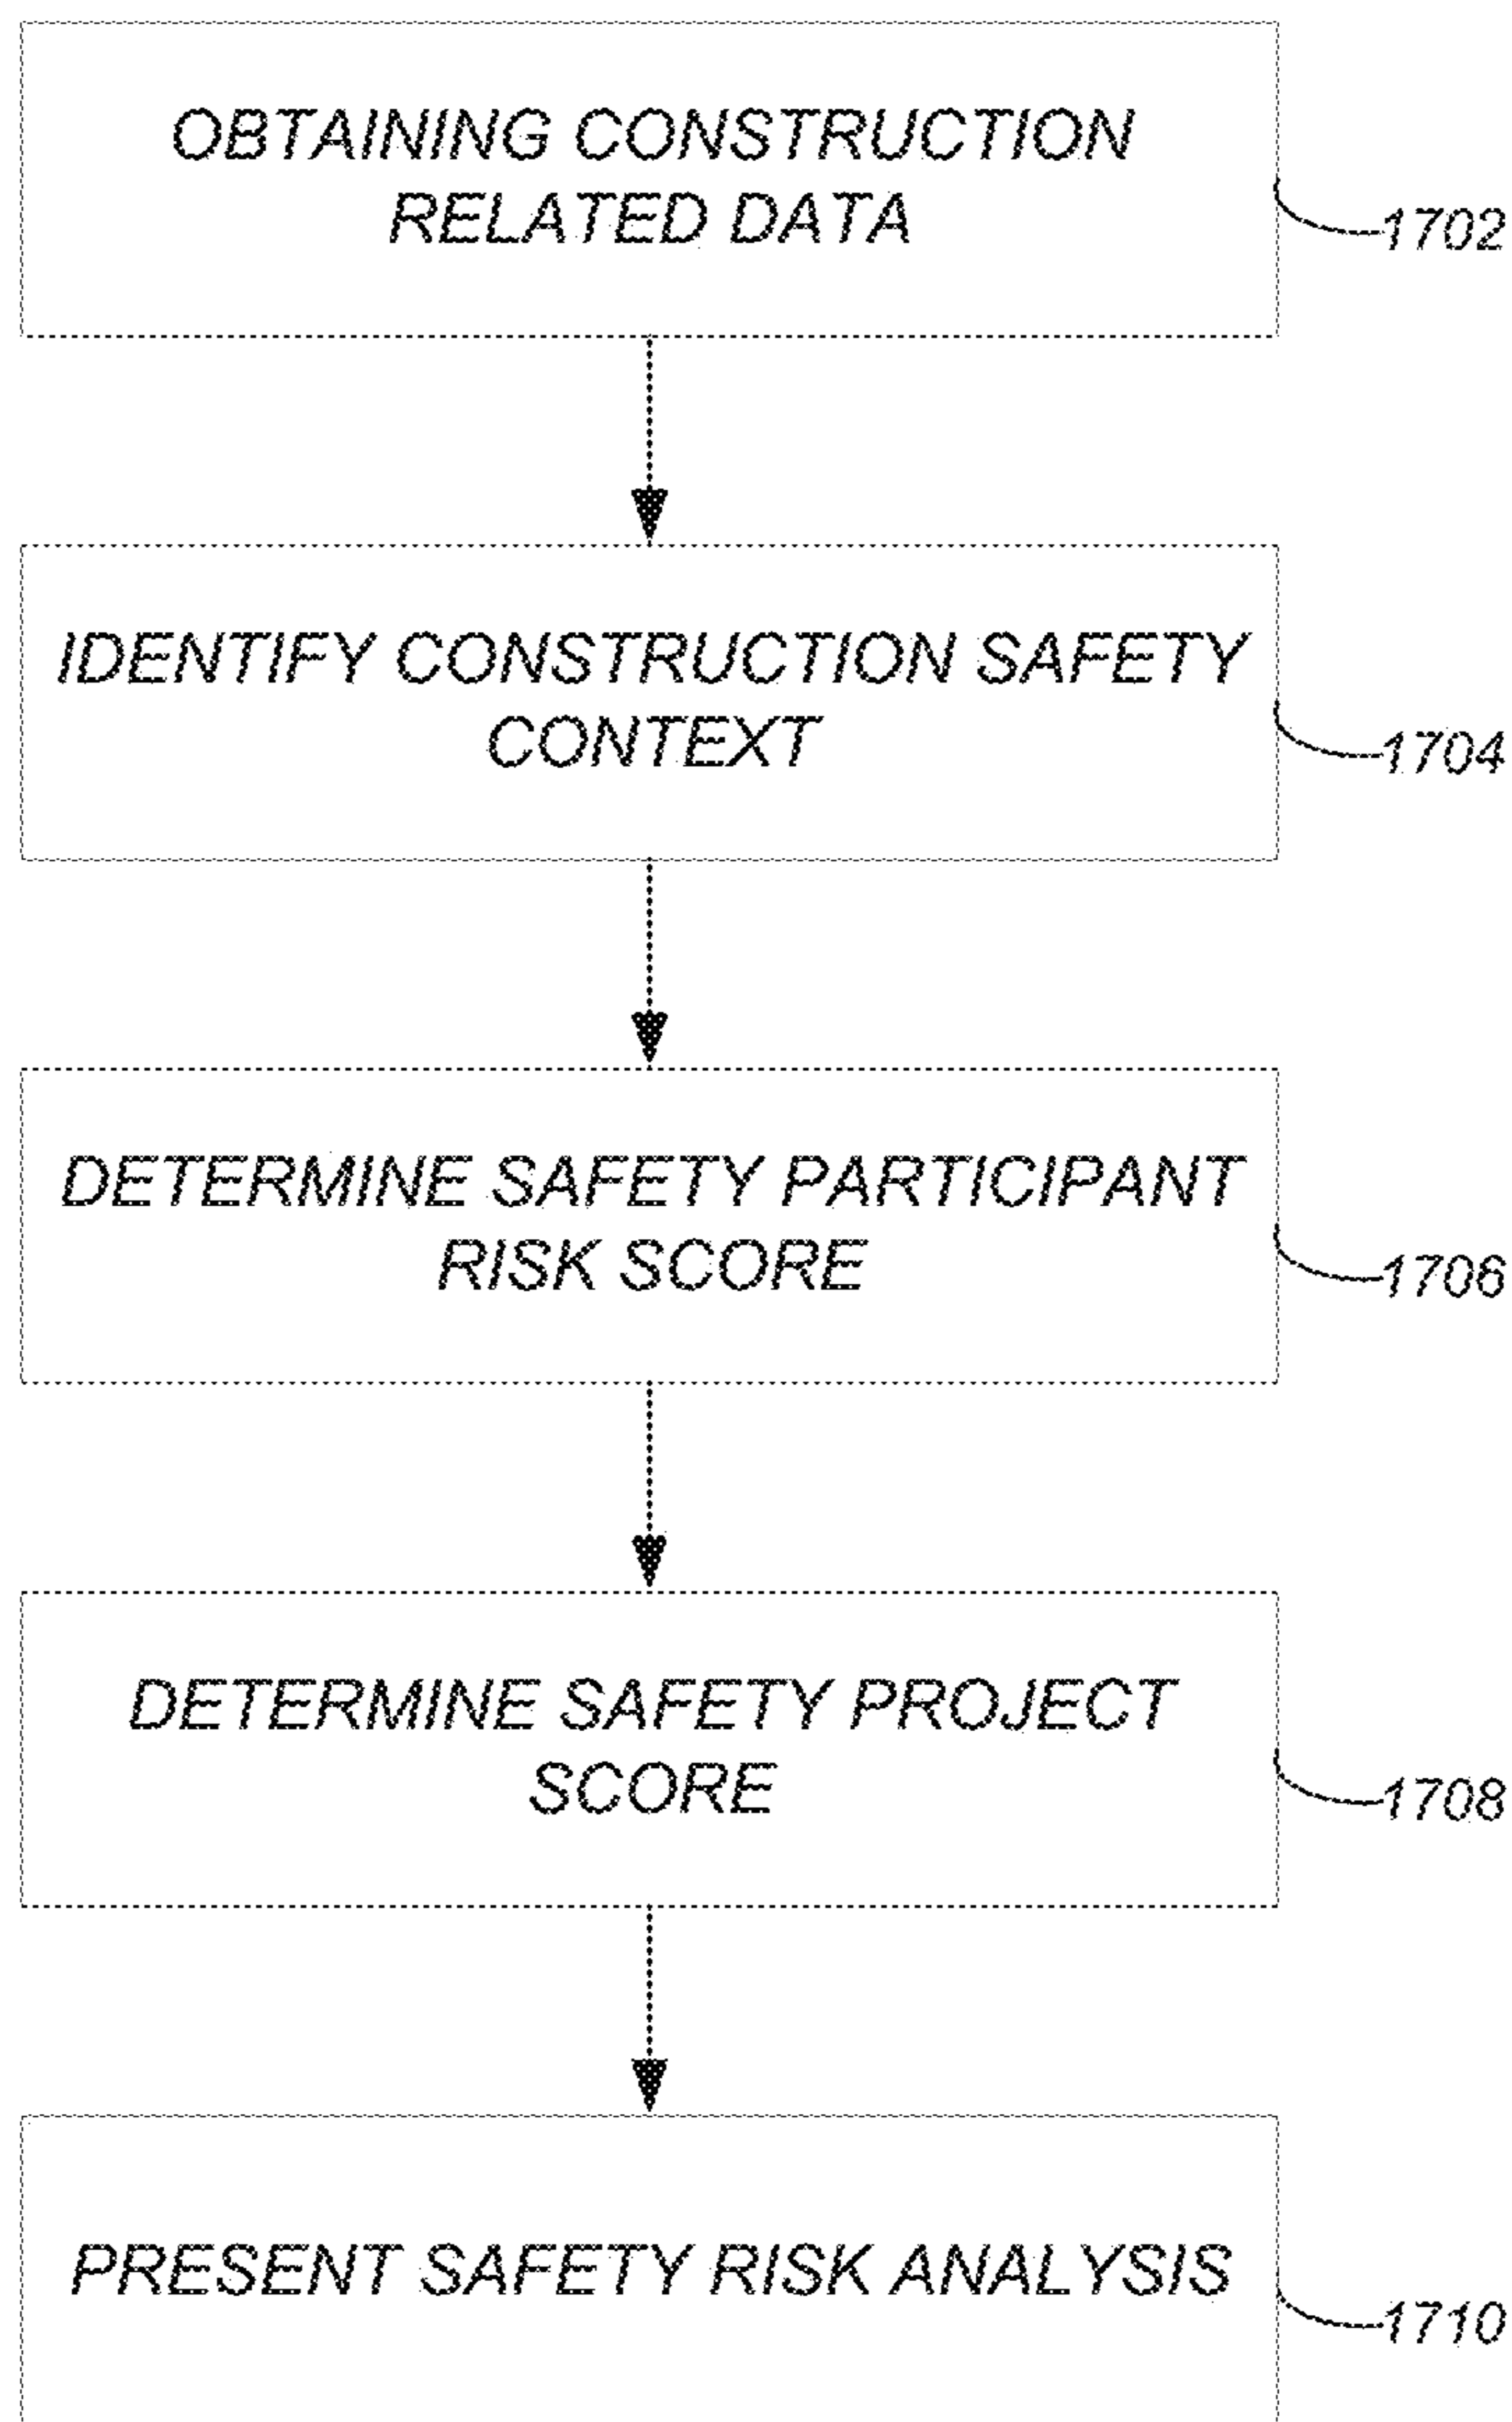 OBTAINING CONSTRUCTION
RELATED DATA
1702
IDENTIFY CONSTRUCTION SAFETY
CONTEXT
1704
DETERMINE SAFETY PARTICIPANT
RISK SCORE
1706
DETERMINE SAFETY PROJECT
SCORE
1708
PRESENT SAFETY RISK ANALYSIS
1710